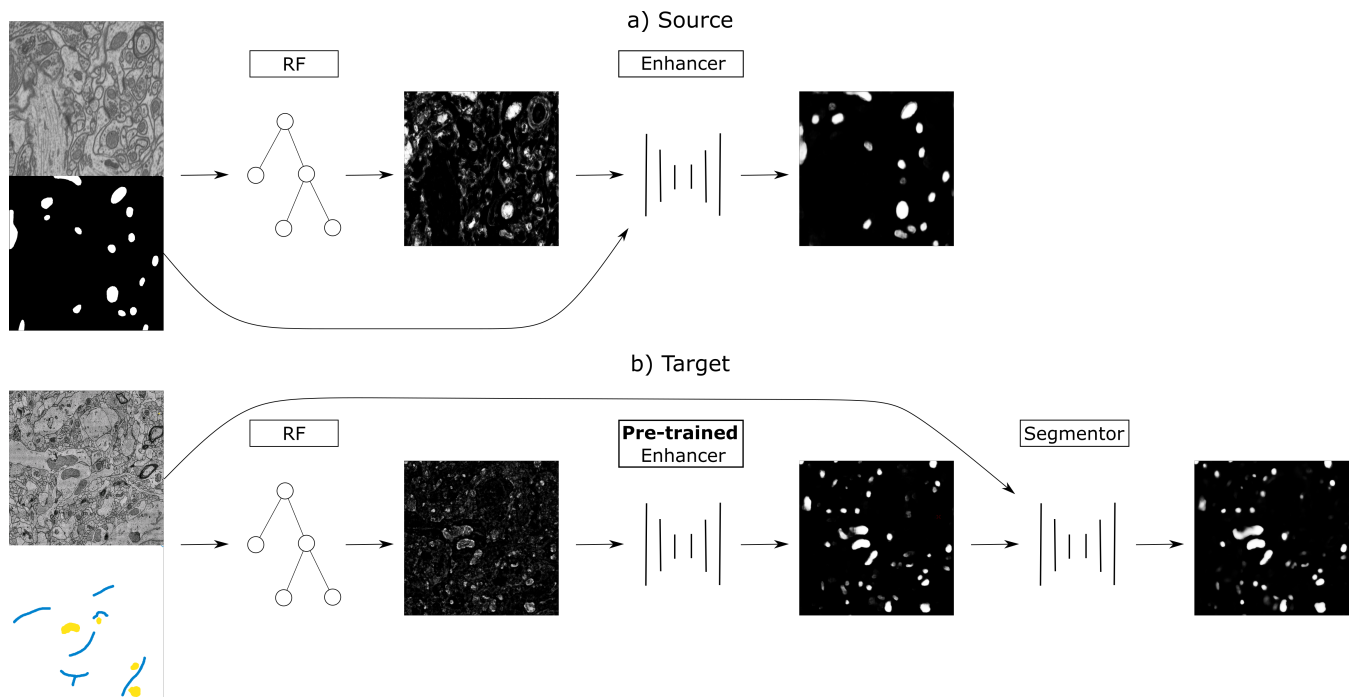 a) Source
RF
Enhancer
b) Target
RF
Pre-trained
Enhancer
Segmentor